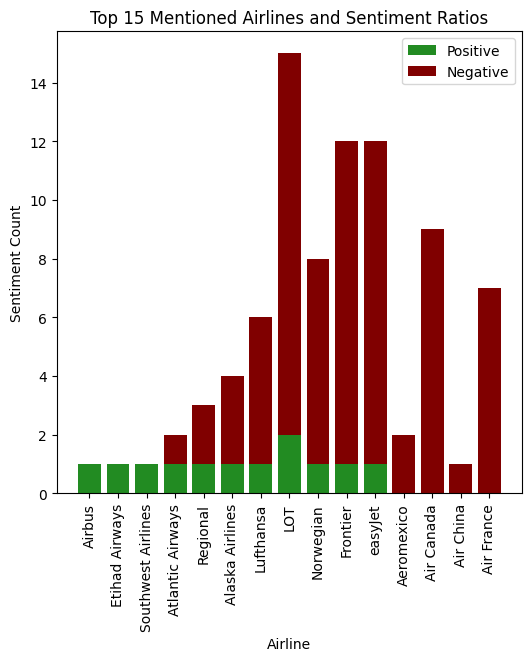 Top 15 Mentioned Airlines and Sentiment Ratios
Positive
Negative
Sentiment Count
14
12
10
8
6
4
2
0
Airbus
Etihad Airways
Southwest Airlines
Atlantic Airways
Regional
Alaska Airlines
Lufthansa
LOT
Norwegian
Frontier
easyJet
Aeromexico
Air Canada
Air China
Air France
Airline